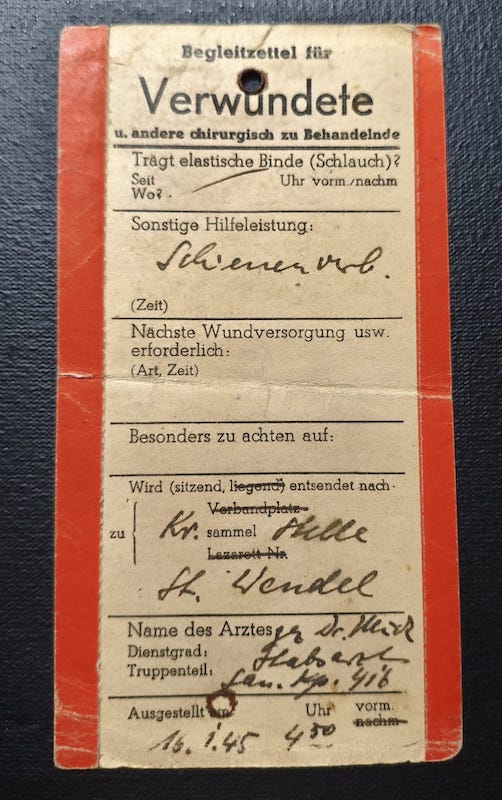 Begleitzettel für
Verwundete
u. andere chirurgisch zu Behandelnde
Trägt elastische Binde (Schlauch)?
Seit Uhr vorm./nachm
Wo?
Sonstige Hilfeleistung:
Schienenverb.
(Zeit)
Nächste Wundversorgung usw.
erforderlich:
(Art, Zeit)
Besonders zu achten auf:
Wird (sitzend, liegend) entsendet nach
Verbandplatz
zu Kr. sammel Stelle
Lazarett Nr.
St. Wendel
Name des Arztes gez Dr.
Dienstgrad: Stabsarzt
Truppenteil: San. Kp. 416
Ausgestellt am Uhr vorm.
nachm
16. 1. 45 4 50